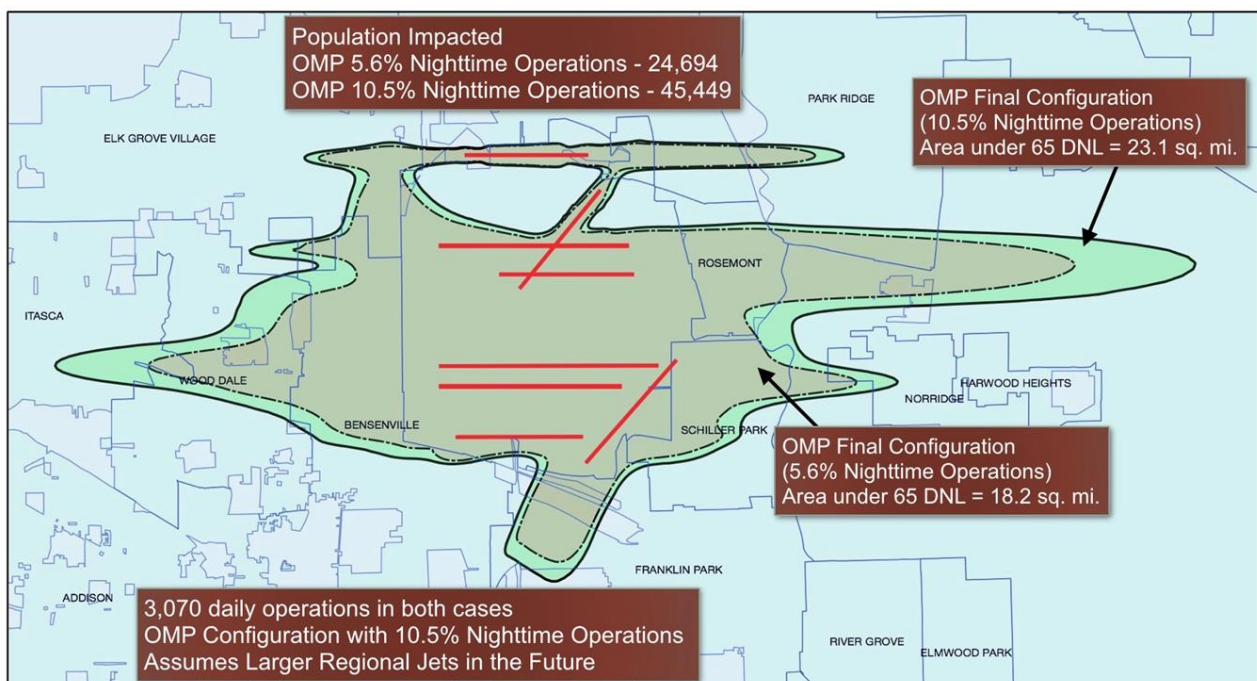 Population Impacted
OMP 5.6% Nighttime Operations - 24,694
OMP 10.5% Nighttime Operations - 45,449
PARK RIDGE
OMP Final Configuration
(10.5% Nighttime Operations)
Area under 65 DNL = 23.1 sq. mi.
ELK GROVE VILLAGE
ROSEMONT
ITASCA
WOOD DALE
HARWOOD HEIGHTS
NORRIDGE
BENSENVILLE
SCHILLER PARK
OMP Final Configuration
(5.6% Nighttime Operations)
Area under 65 DNL = 18.2 sq. mi.
FRANKLIN PARK
ADDISON
3,070 daily operations in both cases
OMP Configuration with 10.5% Nighttime Operations
Assumes Larger Regional Jets in the Future
RIVER GROVE
ELMWOOD PARK